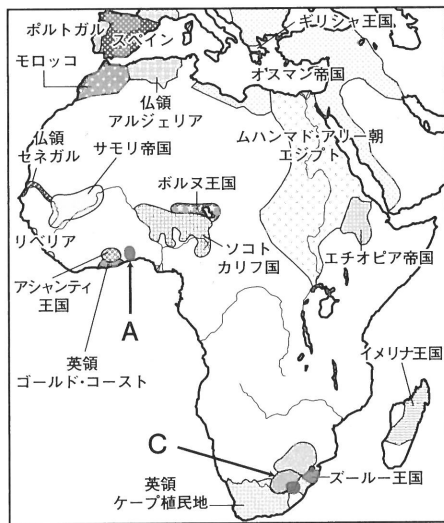 ポルトガル
スペイン
ギリシャ王国
モロッコ
オスマン帝国
仏領
アルジェリア
ムハンマド・アリー朝
エジプト
仏領
セネガル
サモリ帝国
ボルヌ王国
リベリア
ソコト
カリフ国
エチオピア帝国
アシャンティ
王国
A
英領
ゴールド・コースト
イメリナ王国
C
ズールー王国
英領
ケープ植民地